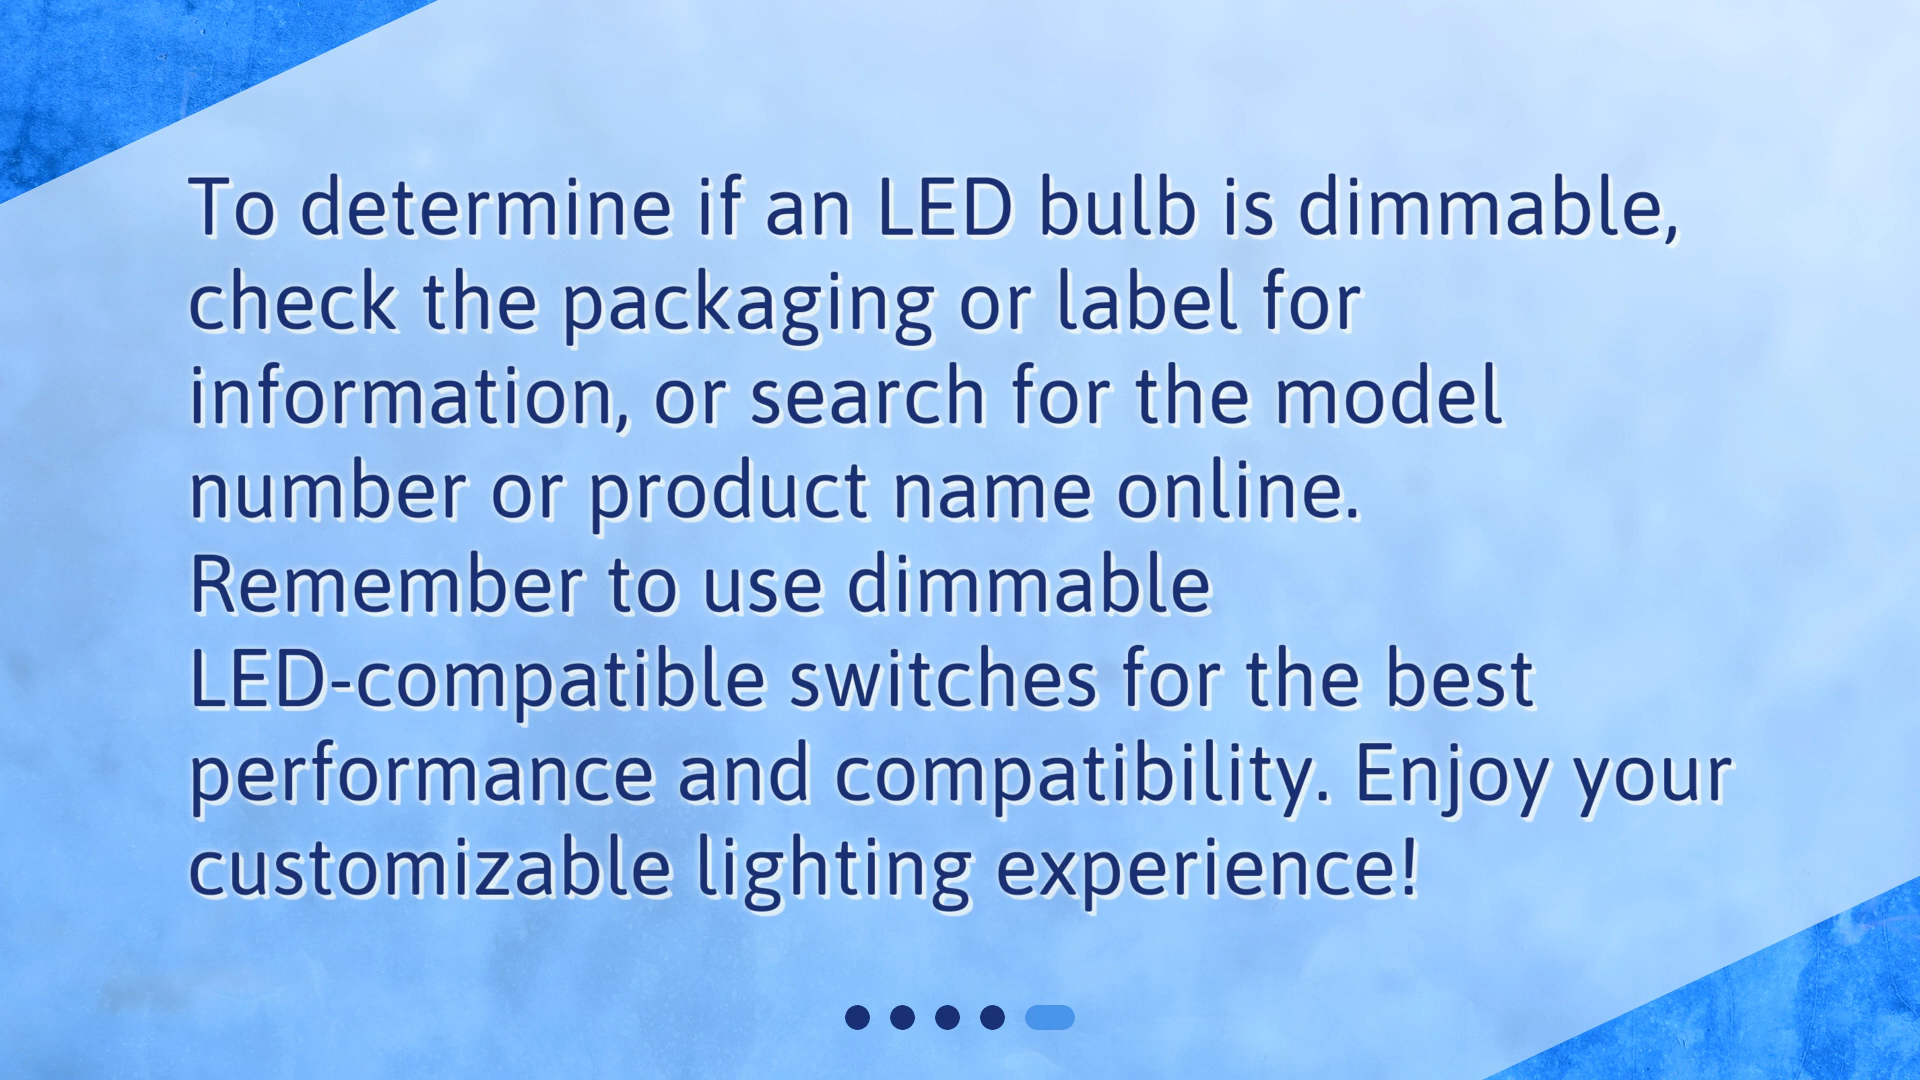 To determine if an LED bulb is dimmable,
check the packaging or label for
information, or search for the model
number or product name online.
Remember to use dimmable
LED-compatible switches for the best
performance and compatibility. Enjoy your
customizable lighting experience!